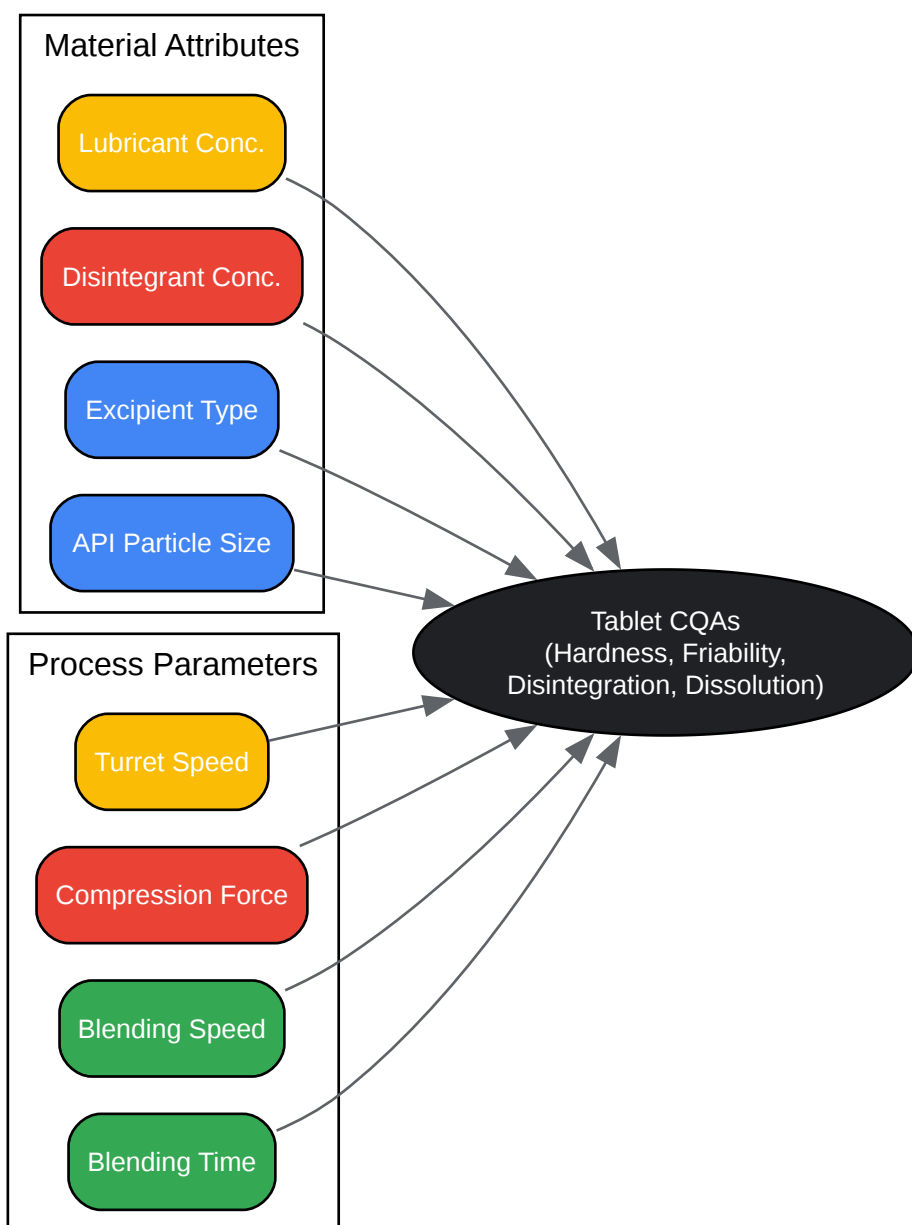 Material Attributes
Lubricant Conc.
Disintegrant Conc.
Excipient Type
API Particle Size
Tablet CQAs
(Hardness, Friability,
Disintegration, Dissolution)
Process Parameters
Turret Speed
Compression Force
Blending Speed
Blending Time